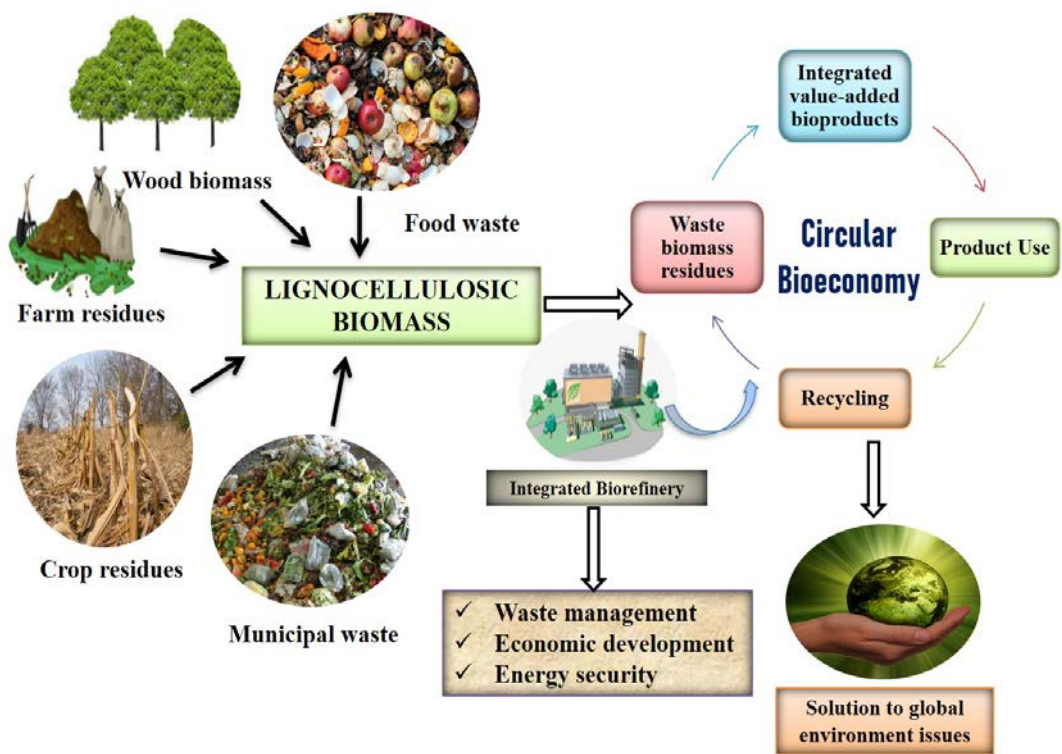 Wood biomass
Food waste
Farm residues
LIGNOCELLULOSIC
BIOMASS
Crop residues
Municipal waste
Integrated
value-added
bioproducts
Waste
biomass
residues
Circular
Bioeconomy
Product Use
Recycling
Integrated Biorefinery
✓ Waste management
✓ Economic development
✓ Energy security
Solution to global
environment issues